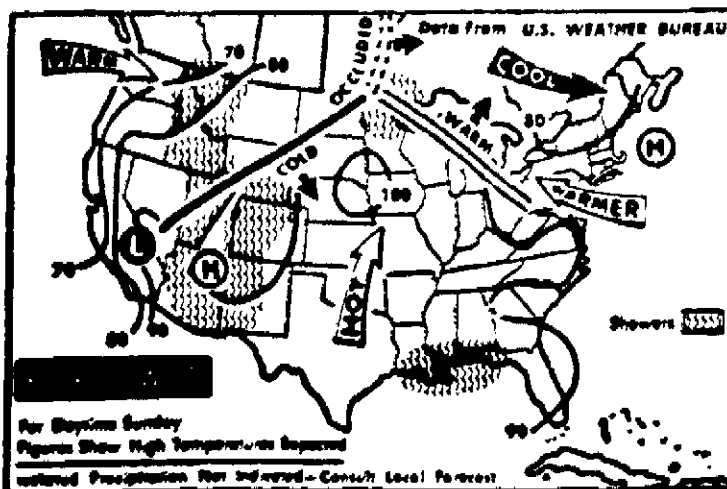 Data from U.S. WEATHER BUREAU
WARM
70
80
OCCLUDED
COOL
80
WARM
H
COLD
100
WARMER
L
H
70
HOT
80
90
Showers
90
For Daytime Sunday
Figures Show High Temperatures Expected
Isolated Precipitation Not Indicated - Consult Local Forecast